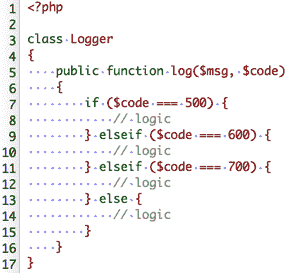 1 <?php
2
3 class Logger
4 {
5     public function log($msg, $code)
6     {
7         if ($code === 500) {
8             // logic
9         } elseif ($code === 600) {
10             // logic
11         } elseif ($code === 700) {
12             // logic
13         } else {
14             // logic
15         }
16     }
17 }